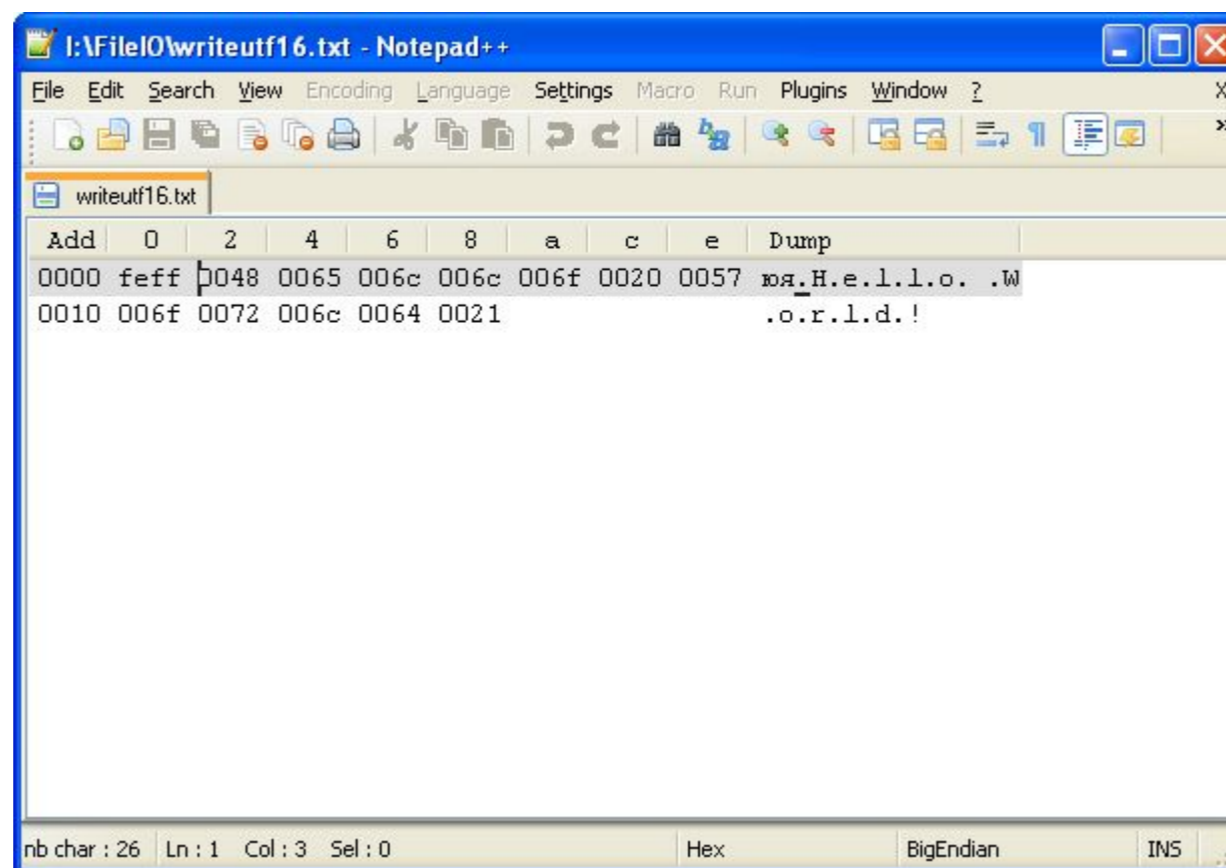 I:\FileIO\writeutf16.txt - Notepad++
File Edit Search View Encoding Language Settings Macro Run Plugins Window ? X
writeutf16.txt
Add 0 2 4 6 8 a c e Dump
0000 feff 0048 0065 006c 006c 006f 0020 0057 юя.H.e.l.l.o. .W
0010 006f 0072 006c 0064 0021 .o.r.l.d.!
nb char : 26 Ln : 1 Col : 3 Sel : 0 Hex BigEndian INS